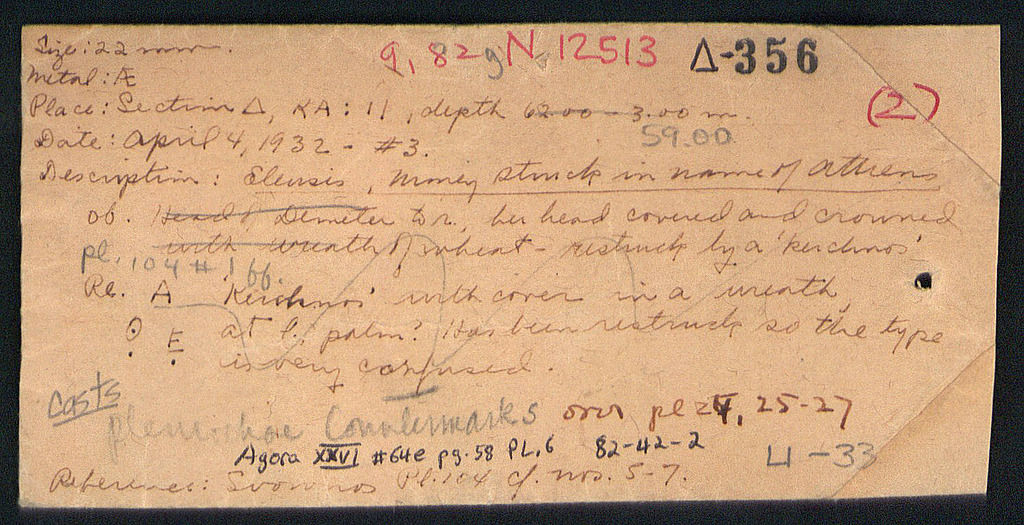 Size: 22 mm.
9,82g N 12513 Δ-356
Metal: Æ
Place: Section Δ, KA: 11, depth 62.00 - 3.00 m. (2)
59.00
Date: April 4, 1932 - #3.
Description: Eleusis, money struck in name of Athens
ob. Head of Demeter to r., her head covered and crowned
with wreath of wheat - restruck by a 'kerchnos'
pl. 104 #
Re. A 'Kerchnos' with cover in a wreath,
Θ E at l., palm? Has been restruck so the type
is very confused.
Casts
plemochoe Countermarks over pl 25-27
Agora XXVI #64e pg. 58 PL. 6 82-42-2
4-33
Reference: Svoronos Pl. 104 cf. nos. 5-7.